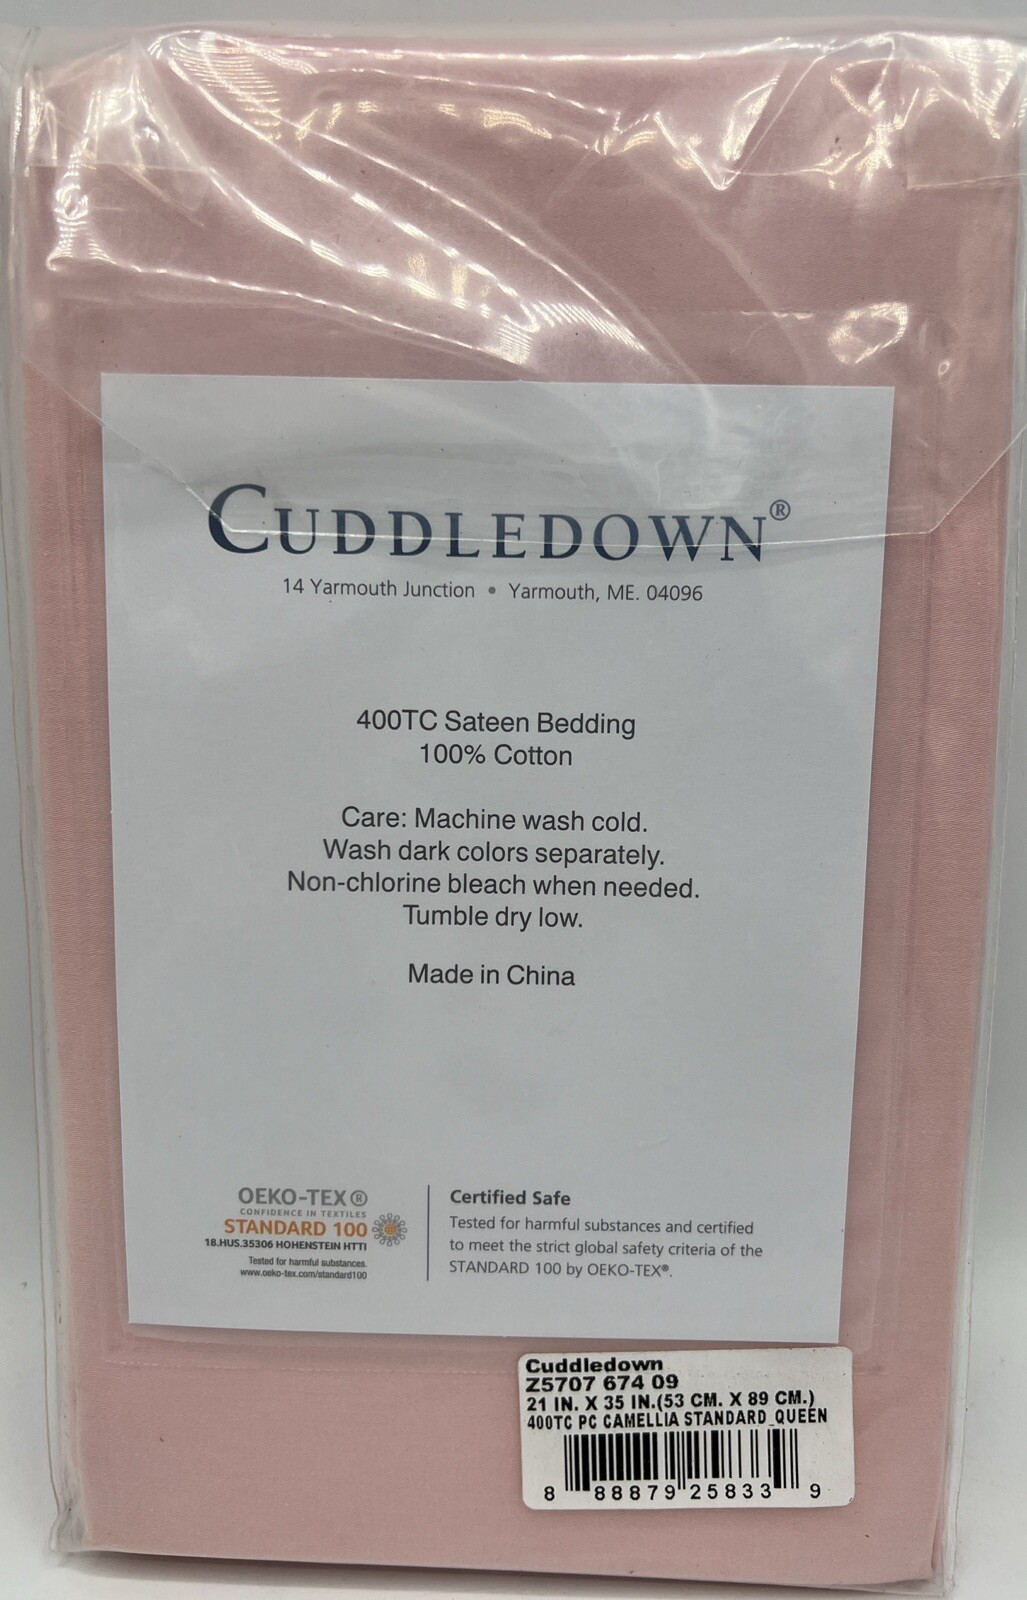 CUDDLEDOWN®
14 Yarmouth Junction • Yarmouth, ME. 04096
400TC Sateen Bedding
100% Cotton
Care: Machine wash cold.
Wash dark colors separately.
Non-chlorine bleach when needed.
Tumble dry low.
Made in China
OEKO-TEX®
CONFIDENCE IN TEXTILES
STANDARD 100
18.HUS.35306 HOHENSTEIN HTTI
Tested for harmful substances.
www.oeko-tex.com/standard100
Certified Safe
Tested for harmful substances and certified
to meet the strict global safety criteria of the
STANDARD 100 by OEKO-TEX®.
Cuddledown
Z5707 674 09
21 IN. X 35 IN.(53 CM. X 89 CM.)
400TC PC CAMELLIA STANDARD_QUEEN
8 88879 25833 9